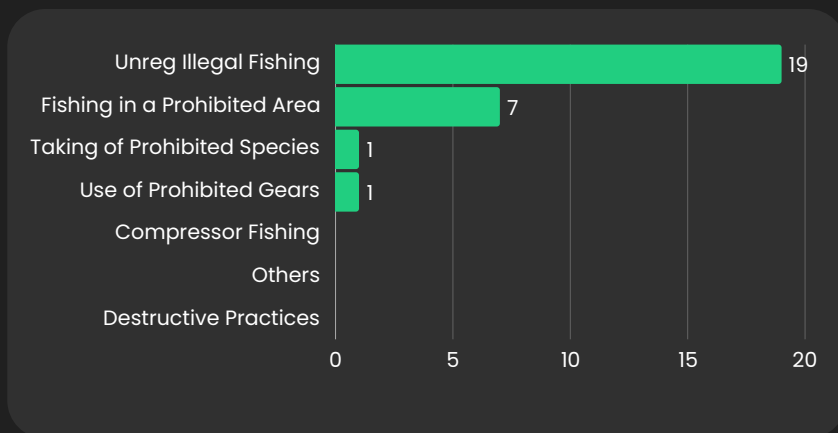 Unreg Illegal Fishing 19
Fishing in a Prohibited Area 7
Taking of Prohibited Species 1
Use of Prohibited Gears 1
Compressor Fishing
Others
Destructive Practices
0 5 10 15 20